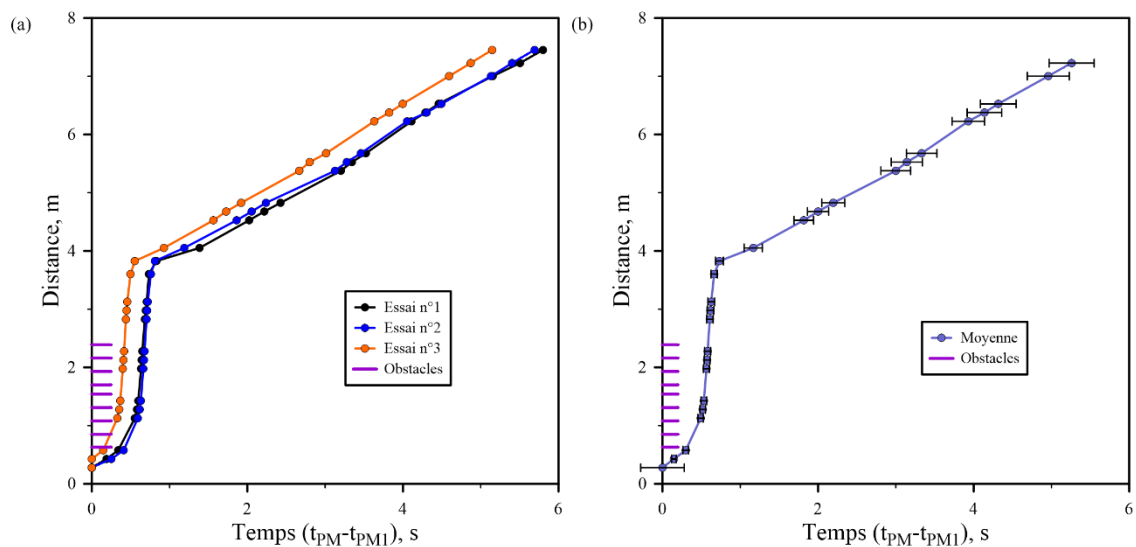 (a)
8
6
4
2
0
Distance, m
Essai n°1
Essai n°2
Essai n°3
Obstacles
0 2 4 6
Temps (tPM-tPM1), s
(b)
8
6
4
2
0
Distance, m
Moyenne
Obstacles
0 2 4 6
Temps (tPM-tPM1), s